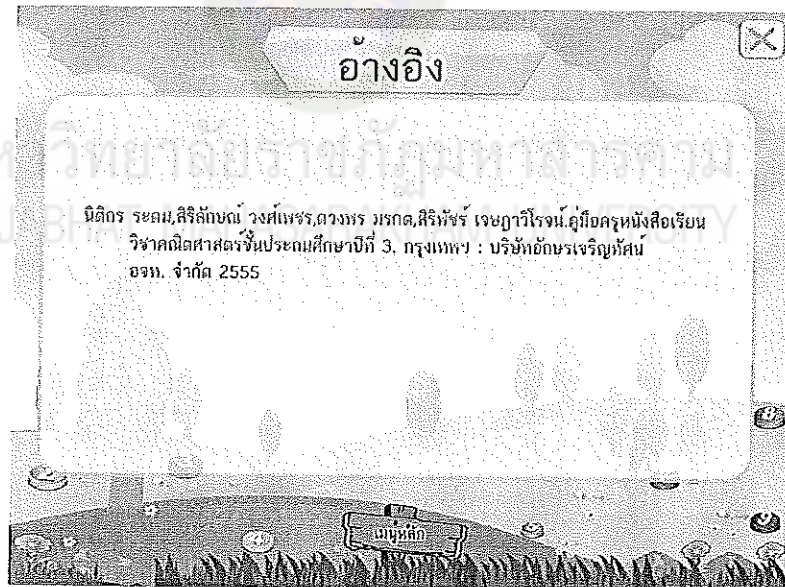 อ้างอิง
นิติกร ระดม,สิริลักษณ์ วงศ์เพชร,ดวงพร มรกต,สิริพัชร์ เจษฎาวิโรจน์.คู่มือครูหนังสือเรียน
วิชาคณิตศาสตร์ชั้นประถมศึกษาปีที่ 3. กรุงเทพฯ : บริษัทอักษรเจริญทัศน์
อจท. จำกัด 2555
เมนูหลัก